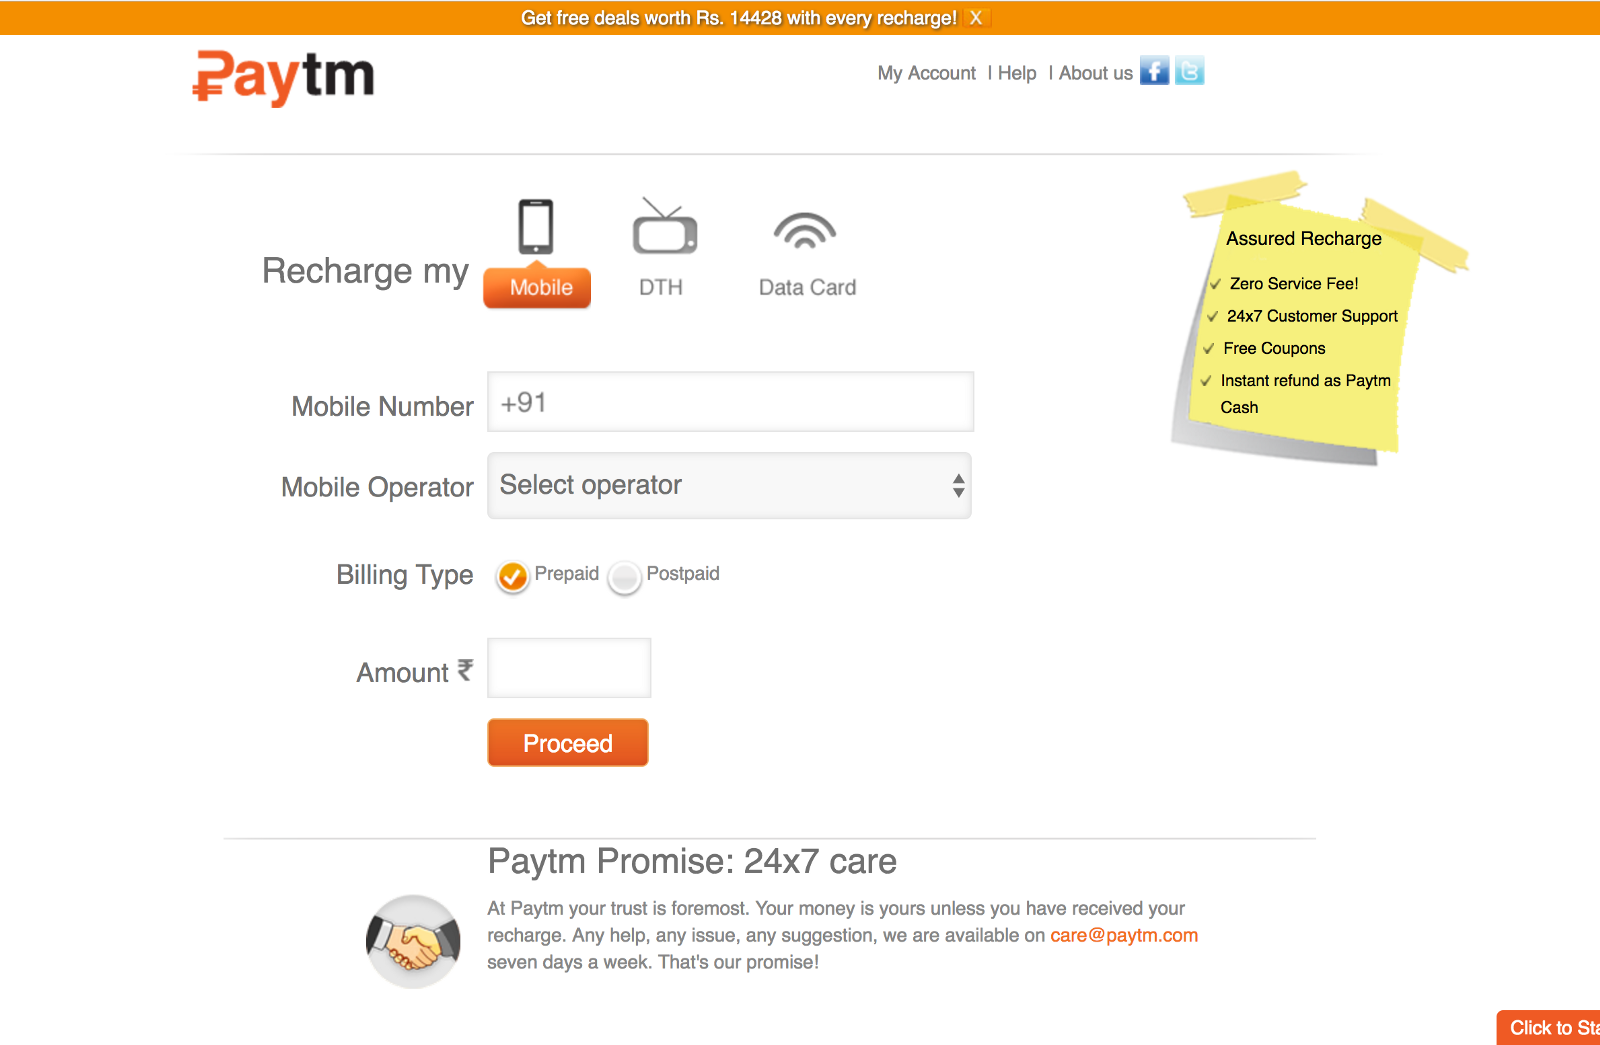 Get free deals worth Rs. 14428 with every recharge! X
Paytm
My Account | Help | About us
Recharge my
Mobile
DTH
Data Card
Assured Recharge
Zero Service Fee!
24x7 Customer Support
Free Coupons
Instant refund as Paytm
Cash
Mobile Number +91
Mobile Operator Select operator
Billing Type Prepaid Postpaid
Amount ₹
Proceed
Paytm Promise: 24x7 care
At Paytm your trust is foremost. Your money is yours unless you have received your
recharge. Any help, any issue, any suggestion, we are available on care@paytm.com
seven days a week. That's our promise!
Click to Sta